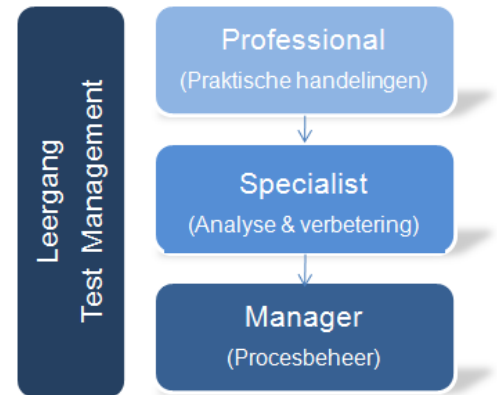 Leergang
Test Management
Professional
(Praktische handelingen)
Specialist
(Analyse & verbetering)
Manager
(Procesbeheer)